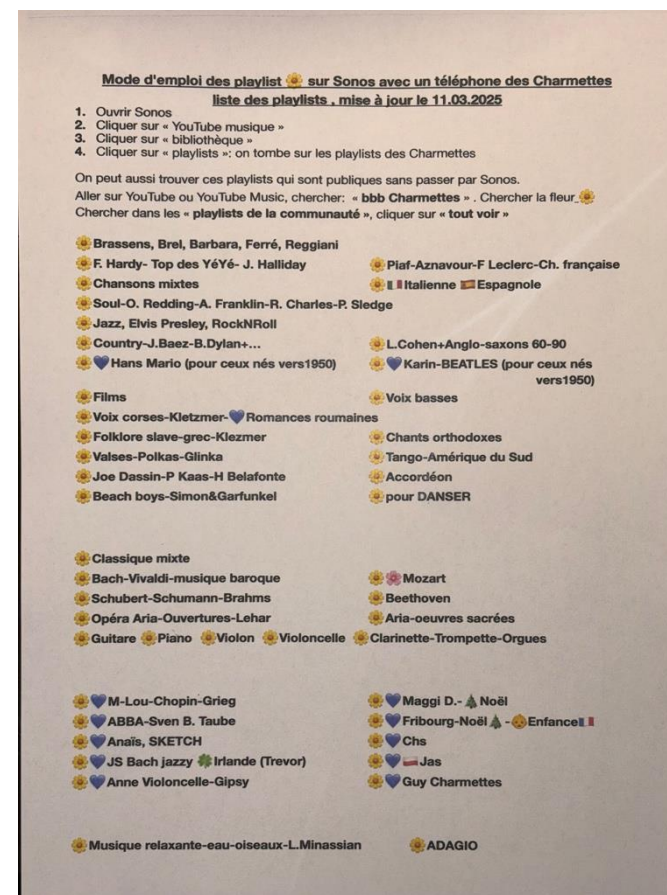 Mode d'emploi des playlist 🌼 sur Sonos avec un téléphone des Charmettes
liste des playlists , mise à jour le 11.03.2025
1. Ouvrir Sonos
2. Cliquer sur « YouTube musique »
3. Cliquer sur « bibliothèque »
4. Cliquer sur « playlists »: on tombe sur les playlists des Charmettes
On peut aussi trouver ces playlists qui sont publiques sans passer par Sonos.
Aller sur YouTube ou YouTube Music, chercher: « bbb Charmettes » . Chercher la fleur 🌼
Chercher dans les « playlists de la communauté », cliquer sur « tout voir »
🌼Brassens, Brel, Barbara, Ferré, Reggiani
🌼F. Hardy- Top des YéYé- J. Halliday 🌼Piaf-Aznavour-F Leclerc-Ch. française
🌼Chansons mixtes 🌼🇮🇹Italienne 🇪🇸Espagnole
🌼Soul-O. Redding-A. Franklin-R. Charles-P. Sledge
🌼Jazz, Elvis Presley, RockNRoll
🌼Country-J.Baez-B.Dylan+... 🌼L.Cohen+Anglo-saxons 60-90
🌼💙Hans Mario (pour ceux nés vers1950) 🌼💙Karin-BEATLES (pour ceux nés
vers1950)
🌼Films 🌼Voix basses
🌼Voix corses-Kletzmer-💙Romances roumaines
🌼Folklore slave-grec-Klezmer 🌼Chants orthodoxes
🌼Valses-Polkas-Glinka 🌼Tango-Amérique du Sud
🌼Joe Dassin-P Kaas-H Belafonte 🌼Accordéon
🌼Beach boys-Simon&Garfunkel 🌼pour DANSER
🌼Classique mixte
🌼Bach-Vivaldi-musique baroque 🌼🌸Mozart
🌼Schubert-Schumann-Brahms 🌼Beethoven
🌼Opéra Aria-Ouvertures-Lehar 🌼Aria-oeuvres sacrées
🌼Guitare 🌼Piano 🌼Violon 🌼Violoncelle 🌼Clarinette-Trompette-Orgues
🌼💙M-Lou-Chopin-Grieg 🌼💙Maggi D.-🎄Noël
🌼💙ABBA-Sven B. Taube 🌼💙Fribourg-Noël🎄-👶Enfance🇫🇷
🌼💙Anaïs, SKETCH 🌼💙Chs
🌼💙JS Bach jazzy 🍀Irlande (Trevor) 🌼💙🇵🇱Jas
🌼💙Anne Violoncelle-Gipsy 🌼💙Guy Charmettes
🌼Musique relaxante-eau-oiseaux-L.Minassian 🌼ADAGIO